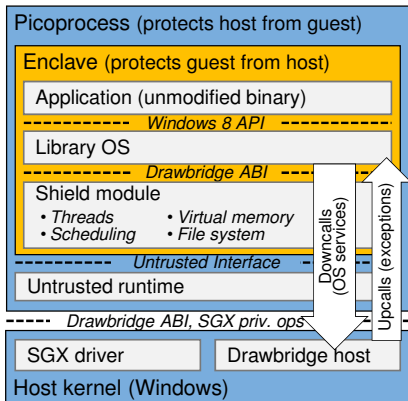 Picoprocess (protects host from guest)
Enclave (protects guest from host)
Application (unmodified binary)
Windows 8 API
Library OS
Drawbridge ABI
Shield module
• Threads • Virtual memory
• Scheduling • File system
Downcalls
(OS services)
Upcalls (exceptions)
Untrusted Interface
Untrusted runtime
Drawbridge ABI, SGX priv. ops
SGX driver
Drawbridge host
Host kernel (Windows)